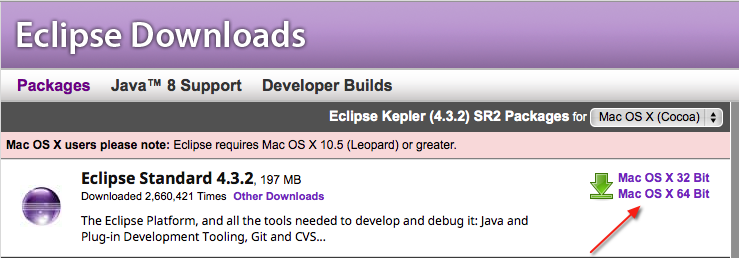 Eclipse Downloads
Packages Java™ 8 Support Developer Builds
Eclipse Kepler (4.3.2) SR2 Packages for Mac OS X (Cocoa)
Mac OS X users please note: Eclipse requires Mac OS X 10.5 (Leopard) or greater.
Eclipse Standard 4.3.2, 197 MB
Downloaded 2,660,421 Times Other Downloads
Mac OS X 32 Bit
Mac OS X 64 Bit
The Eclipse Platform, and all the tools needed to develop and debug it: Java and
Plug-in Development Tooling, Git and CVS...